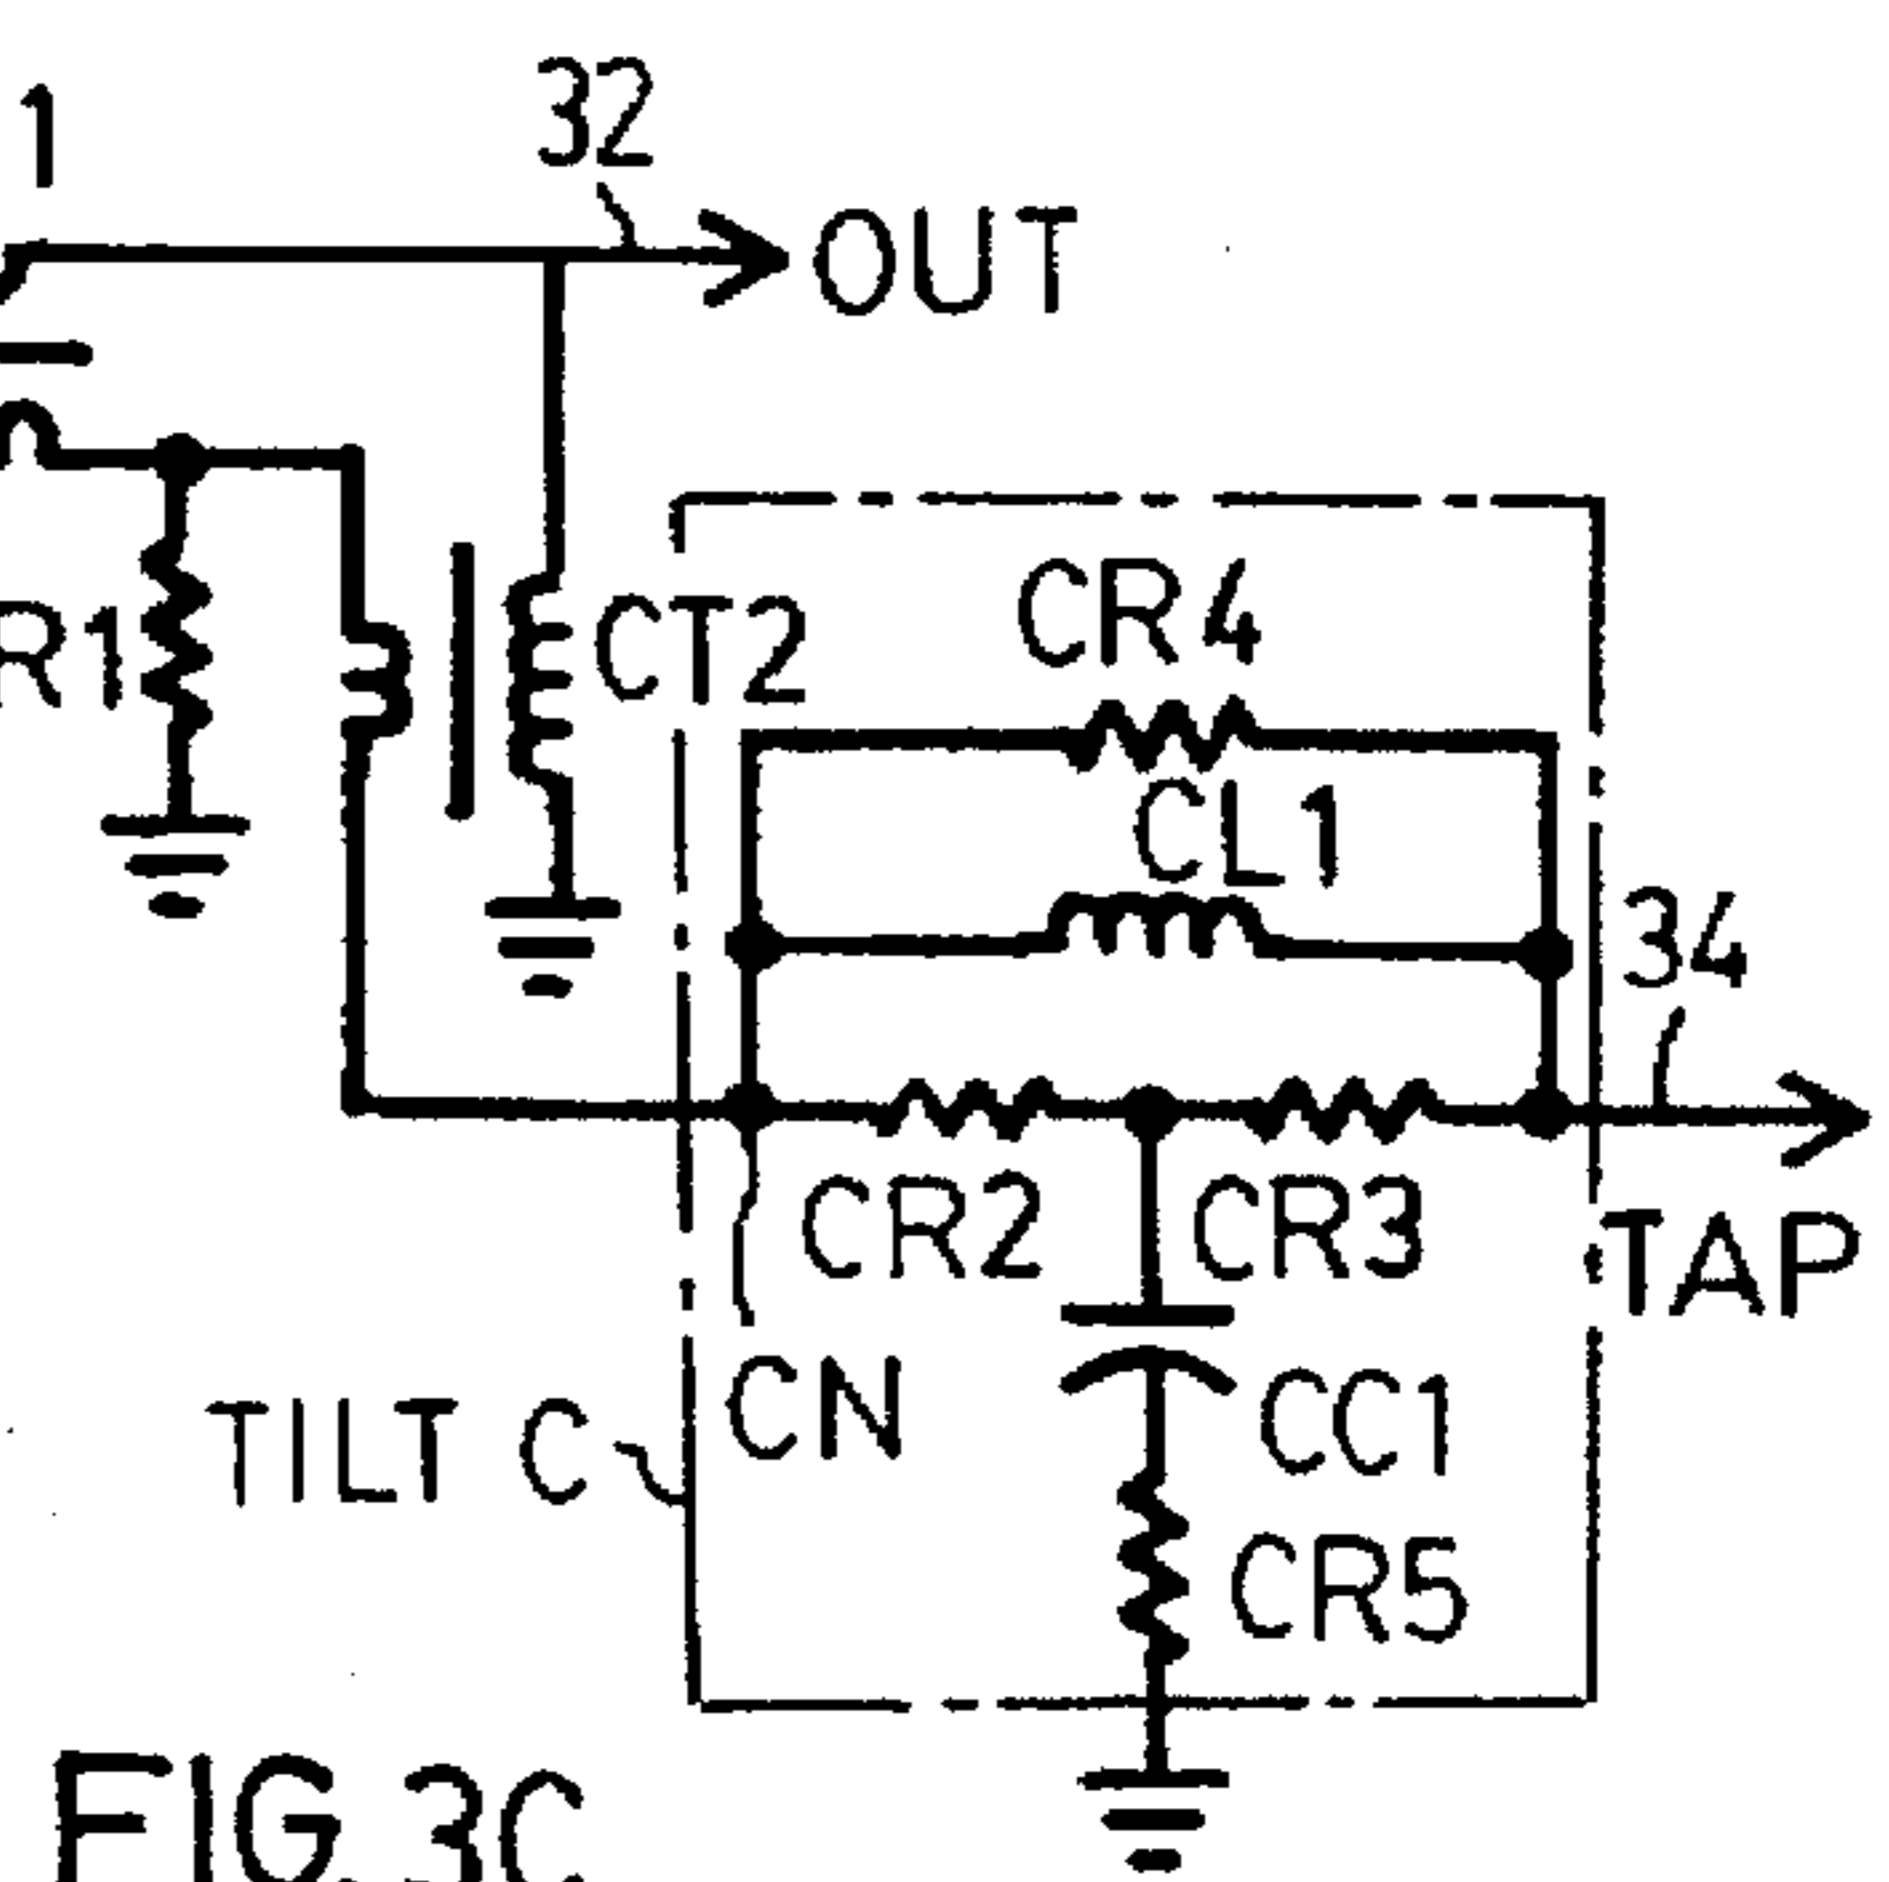 1
32
OUT
R1
CT2
CR4
CL1
34
CR2
CR3
TAP
CN
TILT C
CC1
CR5
FIG.3C